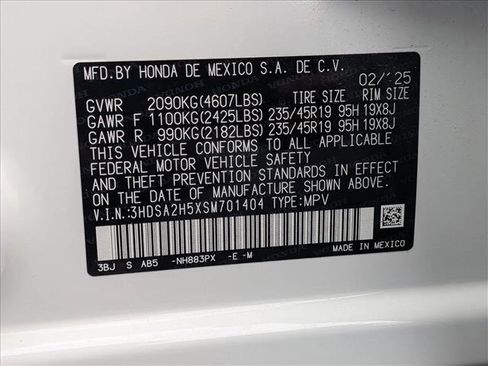 MFD.BY HONDA DE MEXICO S.A. DE C.V.
02/'25
GVWR 2090KG(4607LBS) TIRE SIZE RIM SIZE
GAWR F 1100KG(2425LBS) 235/45R19 95H 19X8J
GAWR R 990KG(2182LBS) 235/45R19 95H 19X8J
THIS VEHICLE CONFORMS TO ALL APPLICABLE
FEDERAL MOTOR VEHICLE SAFETY
AND THEFT PREVENTION STANDARDS IN EFFECT
ON THE DATE OF MANUFACTURE SHOWN ABOVE.
V.I.N:3HDSA2H5XSM701404 TYPE:MPV
3BJ S AB5 -NH883PX -E -M
MADE IN MEXICO